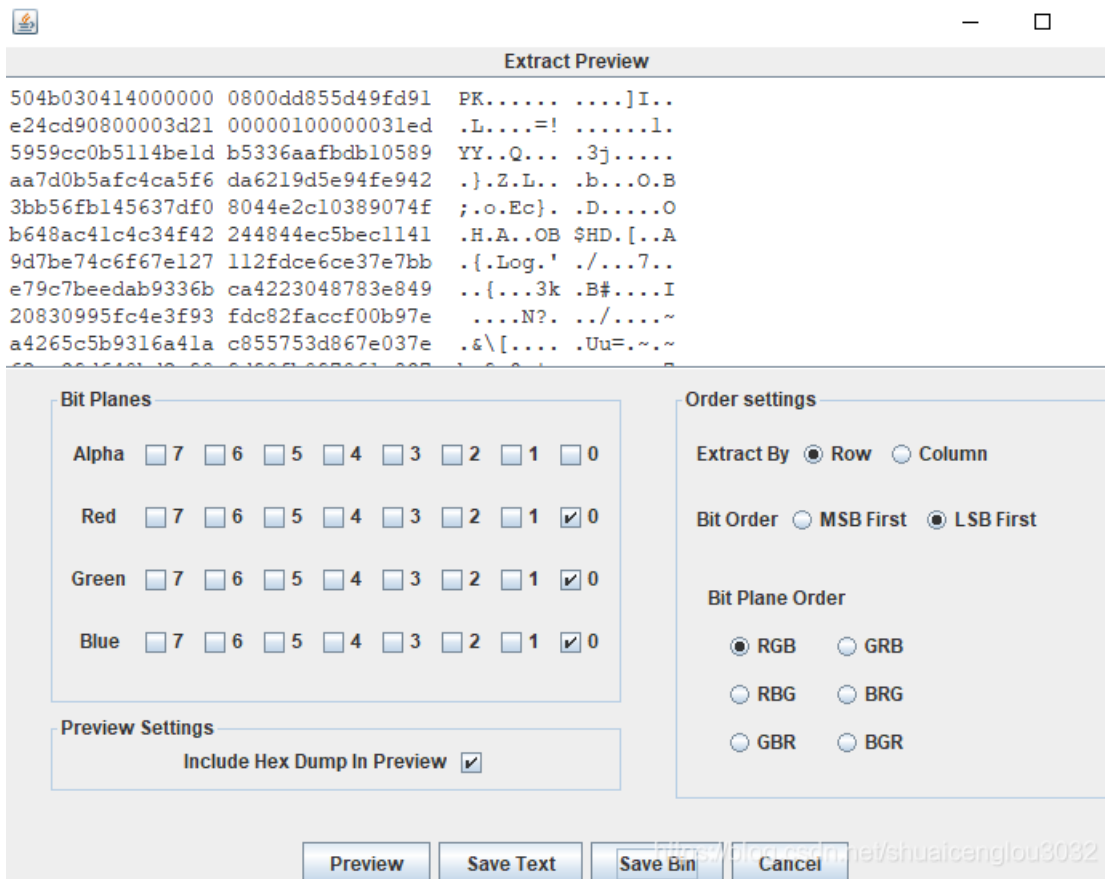 Extract Preview
504b030414000000 0800dd855d49fd91 PK...... ....]I..
e24cd90800003d21 00000100000031ed .L....=! ......1.
5959cc0b5114be1d b5336aafbdb10589 YY..Q... .3j.....
aa7d0b5afc4ca5f6 da6219d5e94fe942 .}.Z.L.. .b...O.B
3bb56fb145637df0 8044e2c10389074f ;.o.Ec}. .D.....O
b648ac41c4c34f42 244844ec5bec1141 .H.A..OB $HD.[..A
9d7be74c6f67e127 112fdce6ce37e7bb .{.Log.' ./...7..
e79c7beedab9336b ca4223048783e849 ..{...3k .B#....I
20830995fc4e3f93 fdc82faccf00b97e ....N?. ../....~
a4265c5b9316a41a c855753d867e037e .&\[.... .Uu=.~.~
Bit Planes
Alpha 7 6 5 4 3 2 1 0
Red 7 6 5 4 3 2 1 0
Green 7 6 5 4 3 2 1 0
Blue 7 6 5 4 3 2 1 0
Preview Settings
Include Hex Dump In Preview
Order settings
Extract By Row Column
Bit Order MSB First LSB First
Bit Plane Order
RGB GRB
RBG BRG
GBR BGR
Preview Save Text Save Bin Cancel
https://blog.csdn.net/shuaicenglou3032